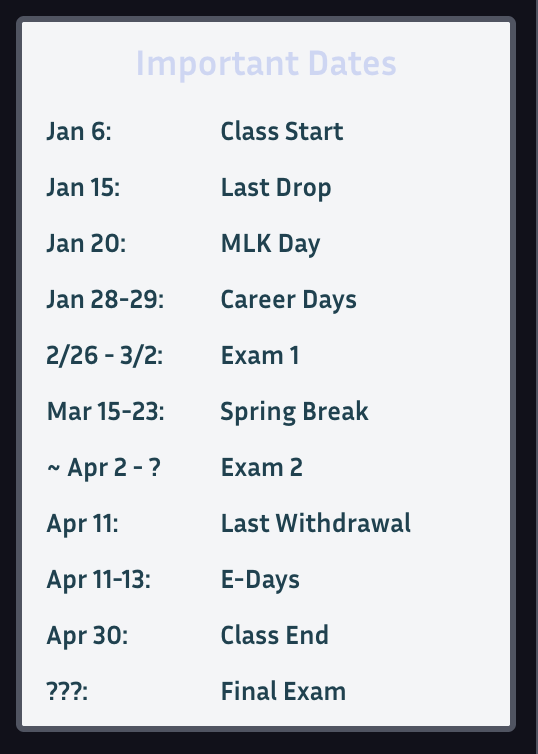 Important Dates
Jan 6: Class Start
Jan 15: Last Drop
Jan 20: MLK Day
Jan 28-29: Career Days
2/26 - 3/2: Exam 1
Mar 15-23: Spring Break
~ Apr 2 - ? Exam 2
Apr 11: Last Withdrawal
Apr 11-13: E-Days
Apr 30: Class End
???: Final Exam